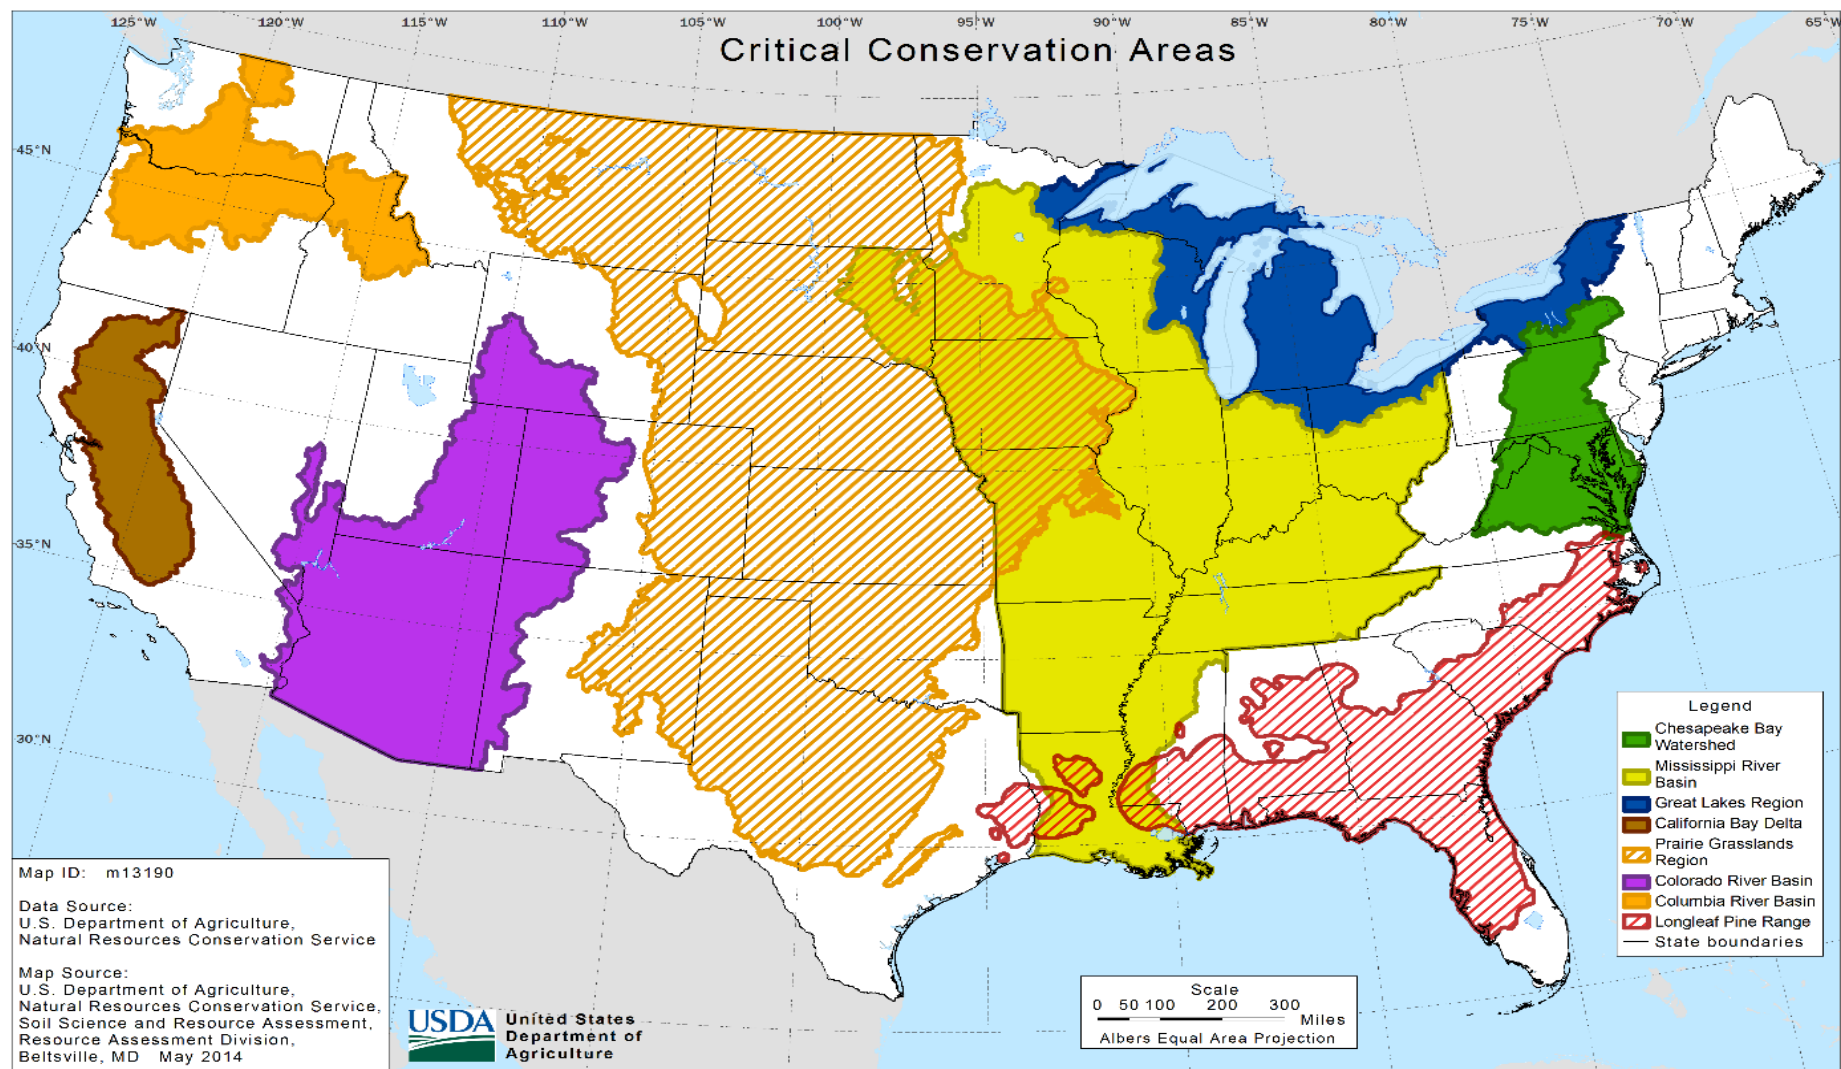 125°W 120°W 115°W 110°W 105°W 100°W 95°W 90°W 85°W 80°W 75°W 70°W 65°W
Critical Conservation Areas
45°N
40°N
35°N
30°N
Legend
Chesapeake Bay
Watershed
Mississippi River
Basin
Great Lakes Region
California Bay Delta
Prairie Grasslands
Region
Colorado River Basin
Columbia River Basin
Longleaf Pine Range
State boundaries
Map ID: m13190
Data Source:
U.S. Department of Agriculture,
Natural Resources Conservation Service
Map Source:
U.S. Department of Agriculture,
Natural Resources Conservation Service,
Soil Science and Resource Assessment,
Resource Assessment Division,
Beltsville, MD May 2014
USDA
United States
Department of
Agriculture
Scale
0 50 100 200 300
Miles
Albers Equal Area Projection